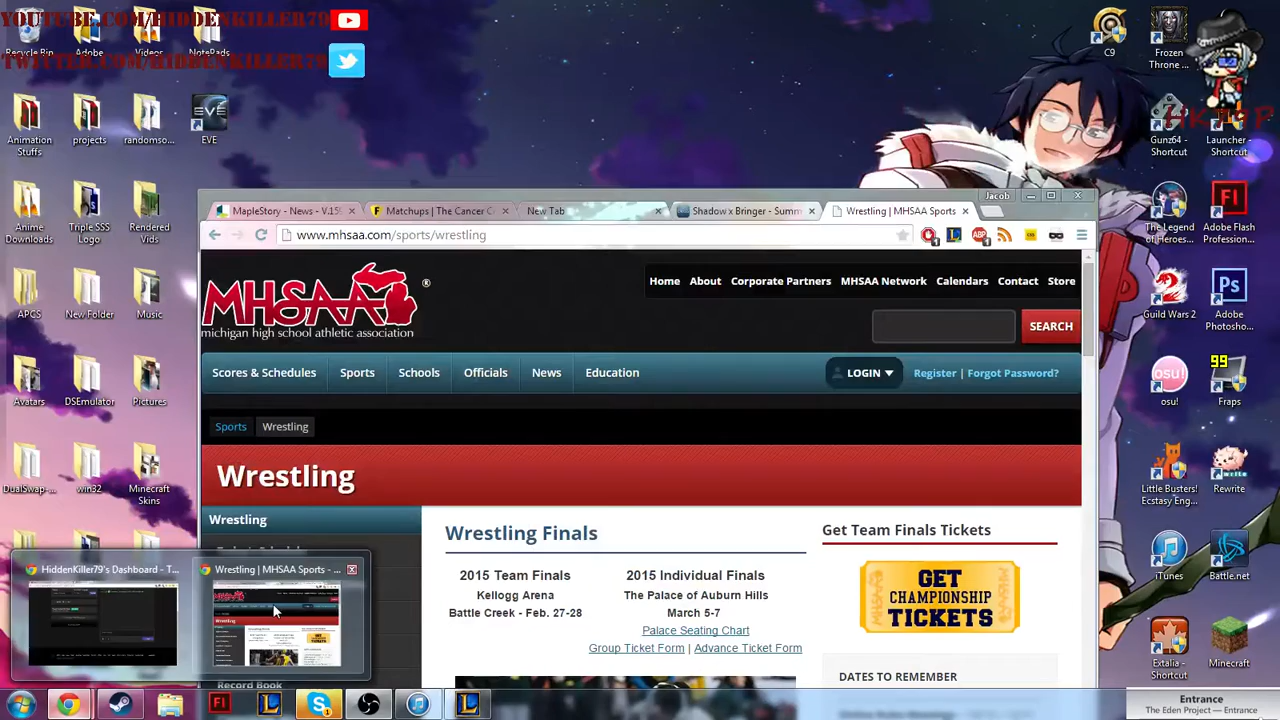 YOUTUBE.COM/HIDDENKILLER79
TWITTER.COM/HIDDENKILLER79
Recycle Bin
Adobe
Videos
NotePads
C9
Frozen Throne ...
Animation Stuffs
projects
randomso...
EVE
Gunz64 - Shortcut
Launcher - Shortcut
Jacob
MapleStory - News - V.15
Matchups | The Cancer C
New Tab
Shadow x Bringer - Summ
Wrestling | MHSAA Sports
www.mhsaa.com/sports/wrestling
ABP
Anime Downloads
Triple SSS Logo
Rendered Vids
The Legend of Heroes...
Adobe Flash Profession...
MHSAA®
michigan high school athletic association
Home About Corporate Partners MHSAA Network Calendars Contact Store
SEARCH
APCS
New Folder
Music
Guild Wars 2
Ps
Adobe Photosho...
Scores & Schedules Sports Schools Officials News Education
LOGIN
Register | Forgot Password?
Avatars
DSEmulator
Pictures
osu!
osu!
99
Fraps
Sports Wrestling
Wrestling
DualSwap-...
win32
Minecraft Skins
Little Busters! Ecstasy Eng...
Rewrite
Wrestling
Wrestling Finals
Get Team Finals Tickets
2015 Team Finals
Kellogg Arena
Battle Creek - Feb. 27-28
2015 Individual Finals
The Palace of Auburn Hills
March 5-7
Palace Seating Chart
Group Ticket Form | Advance Ticket Form
GET CHAMPIONSHIP TICKETS
DATES TO REMEMBER
iTunes
Battle.net
Extalia - Shortcut
Minecraft
HiddenKiller79's Dashboard - T...
Wrestling | MHSAA Sports - ...
Record Book
Entrance
The Eden Project — Entrance